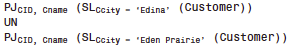 PJCID, Cname (SLCcity = 'Edina' (Customer))
UN
PJCID, Cname (SLCcity = 'Eden Prairie' (Customer))